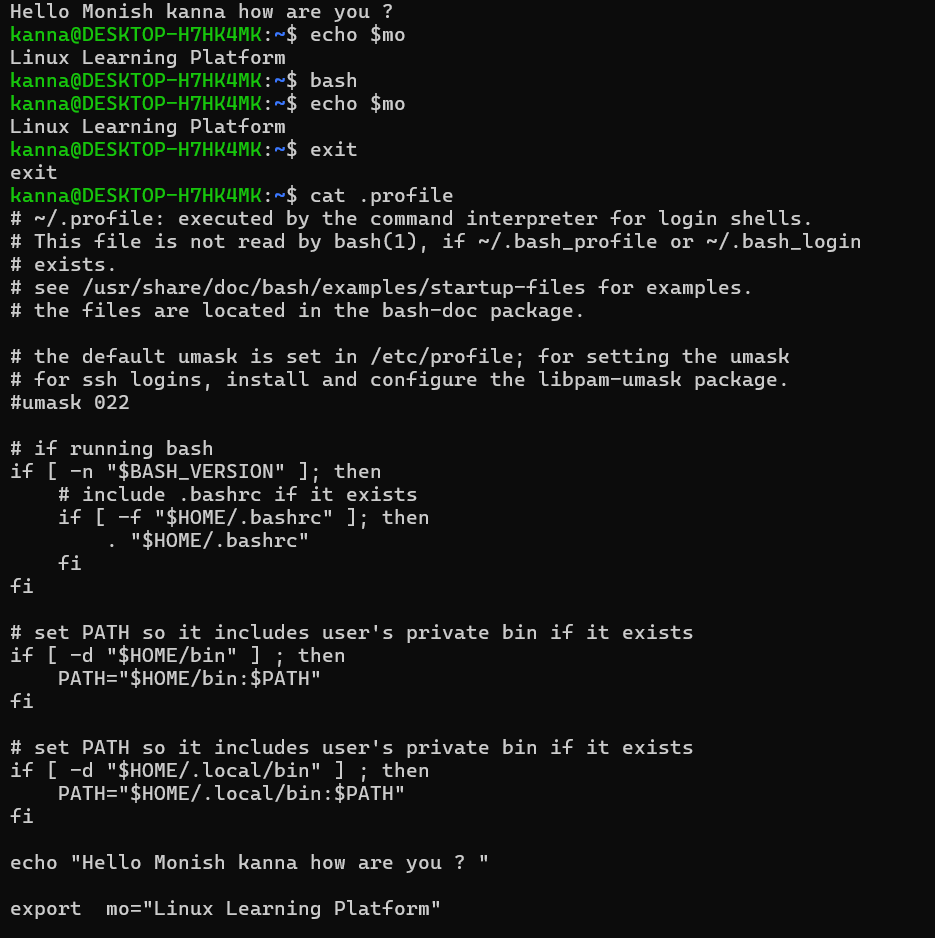 Hello Monish kanna how are you ?
kanna@DESKTOP-H7HK4MK:~$ echo $mo
Linux Learning Platform
kanna@DESKTOP-H7HK4MK:~$ bash
kanna@DESKTOP-H7HK4MK:~$ echo $mo
Linux Learning Platform
kanna@DESKTOP-H7HK4MK:~$ exit
exit
kanna@DESKTOP-H7HK4MK:~$ cat .profile
# ~/.profile: executed by the command interpreter for login shells.
# This file is not read by bash(1), if ~/.bash_profile or ~/.bash_login
# exists.
# see /usr/share/doc/bash/examples/startup-files for examples.
# the files are located in the bash-doc package.

# the default umask is set in /etc/profile; for setting the umask
# for ssh logins, install and configure the libpam-umask package.
#umask 022

# if running bash
if [ -n "$BASH_VERSION" ]; then
    # include .bashrc if it exists
    if [ -f "$HOME/.bashrc" ]; then
        . "$HOME/.bashrc"
    fi
fi

# set PATH so it includes user's private bin if it exists
if [ -d "$HOME/bin" ] ; then
    PATH="$HOME/bin:$PATH"
fi

# set PATH so it includes user's private bin if it exists
if [ -d "$HOME/.local/bin" ] ; then
    PATH="$HOME/.local/bin:$PATH"
fi

echo "Hello Monish kanna how are you ? "

export  mo="Linux Learning Platform"